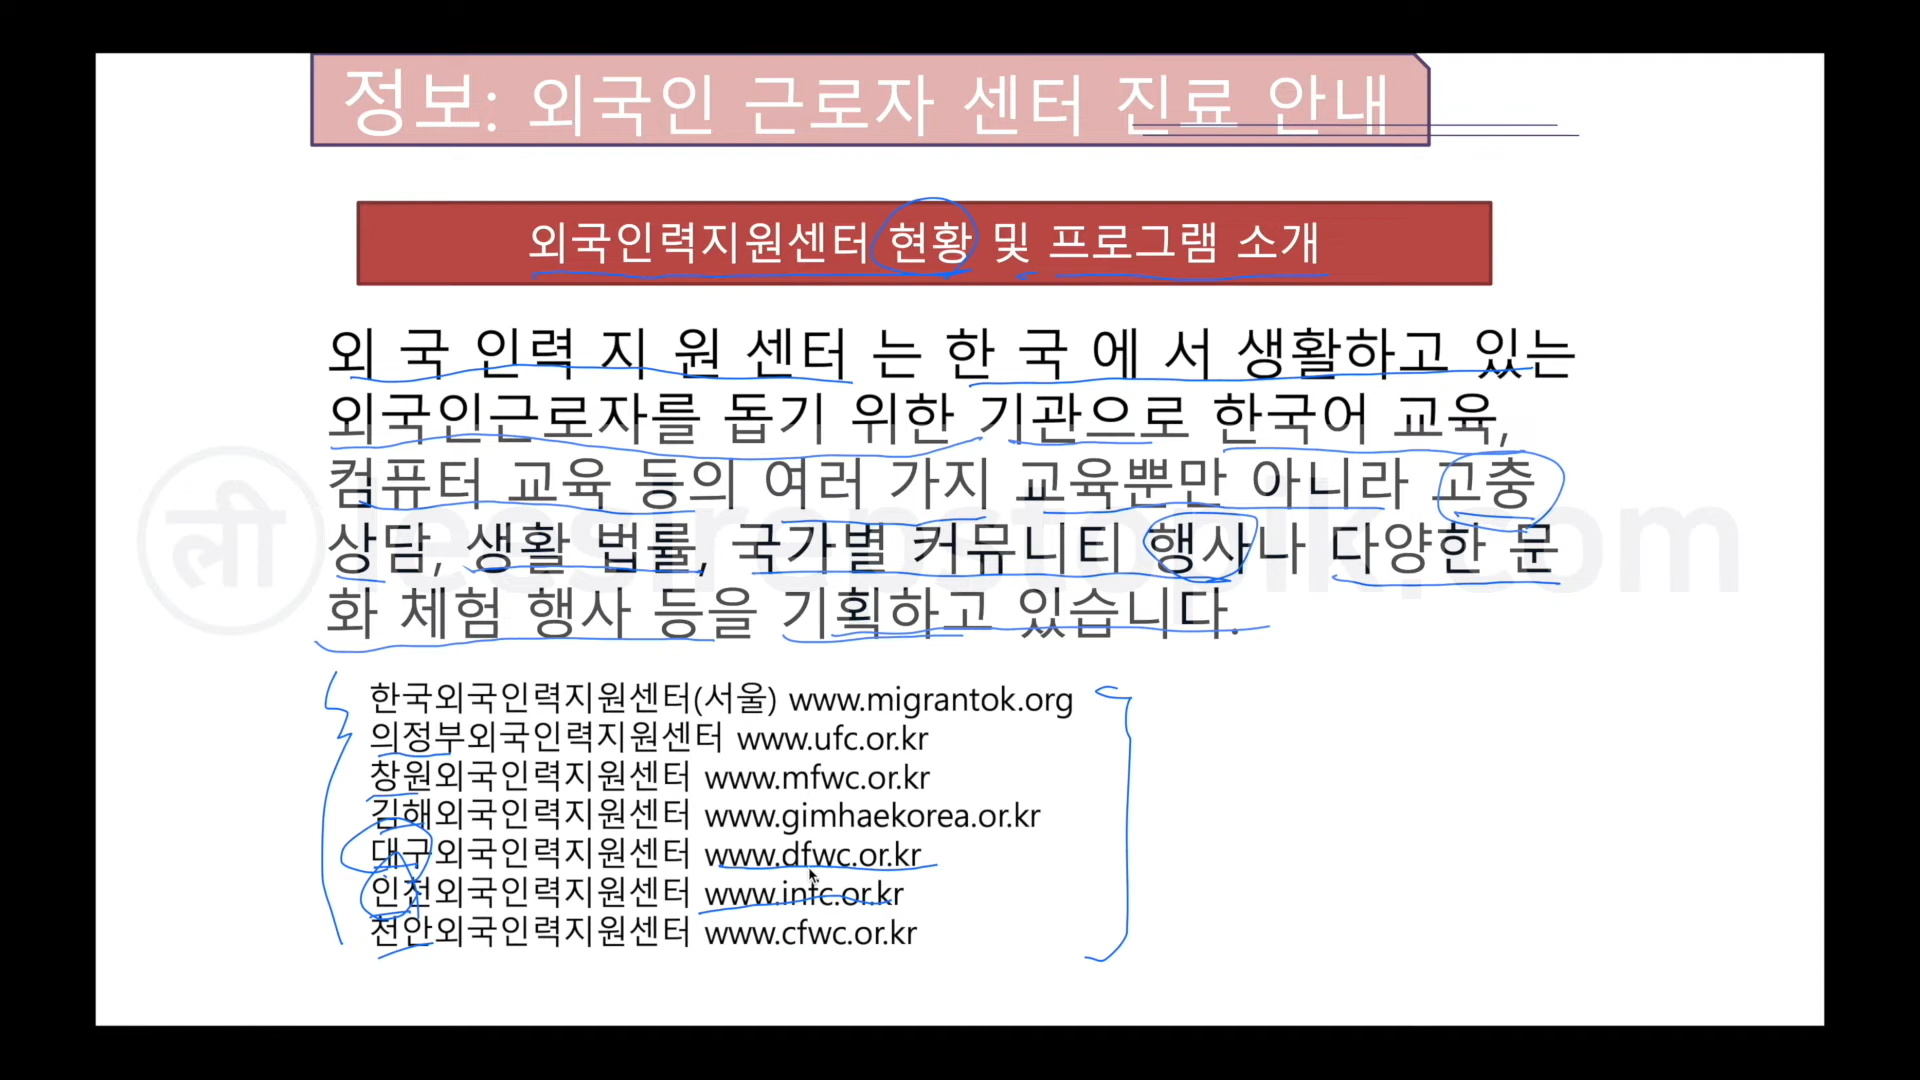 정보: 외국인 근로자 센터 진료 안내
외국인력지원센터 현황 및 프로그램 소개
외 국 인력 지 원 센터 는 한 국 에 서 생활하고 있는
외국인근로자를 돕기 위한 기관으로 한국어 교육,
컴퓨터 교육 등의 여러 가지 교육뿐만 아니라 고충
상담, 생활 법률, 국가별 커뮤니티 행사나 다양한 문
화 체험 행사 등을 기획하고 있습니다.
한국외국인력지원센터(서울) www.migrantok.org
의정부외국인력지원센터 www.ufc.or.kr
창원외국인력지원센터 www.mfwc.or.kr
김해외국인력지원센터 www.gimhaekorea.or.kr
대구외국인력지원센터 www.dfwc.or.kr
인천외국인력지원센터 www.infc.or.kr
천안외국인력지원센터 www.cfwc.or.kr